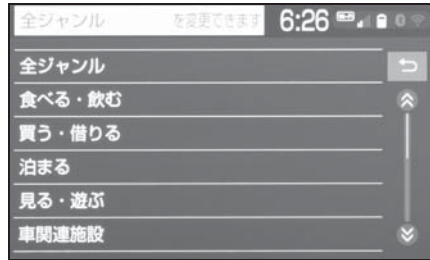 全ジャンル を変更できます 6:26
全ジャンル
食べる・飲む
買う・借りる
泊まる
見る・遊ぶ
車関連施設